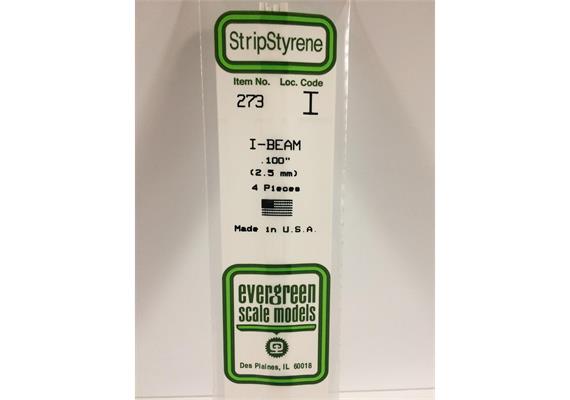 StripStyrene
Item No. Loc. Code
273 I
I-BEAM
.100"
(2.5 mm)
4 Pieces
Made in U.S.A.
evergreen
scale models
Des Plaines, IL 60018